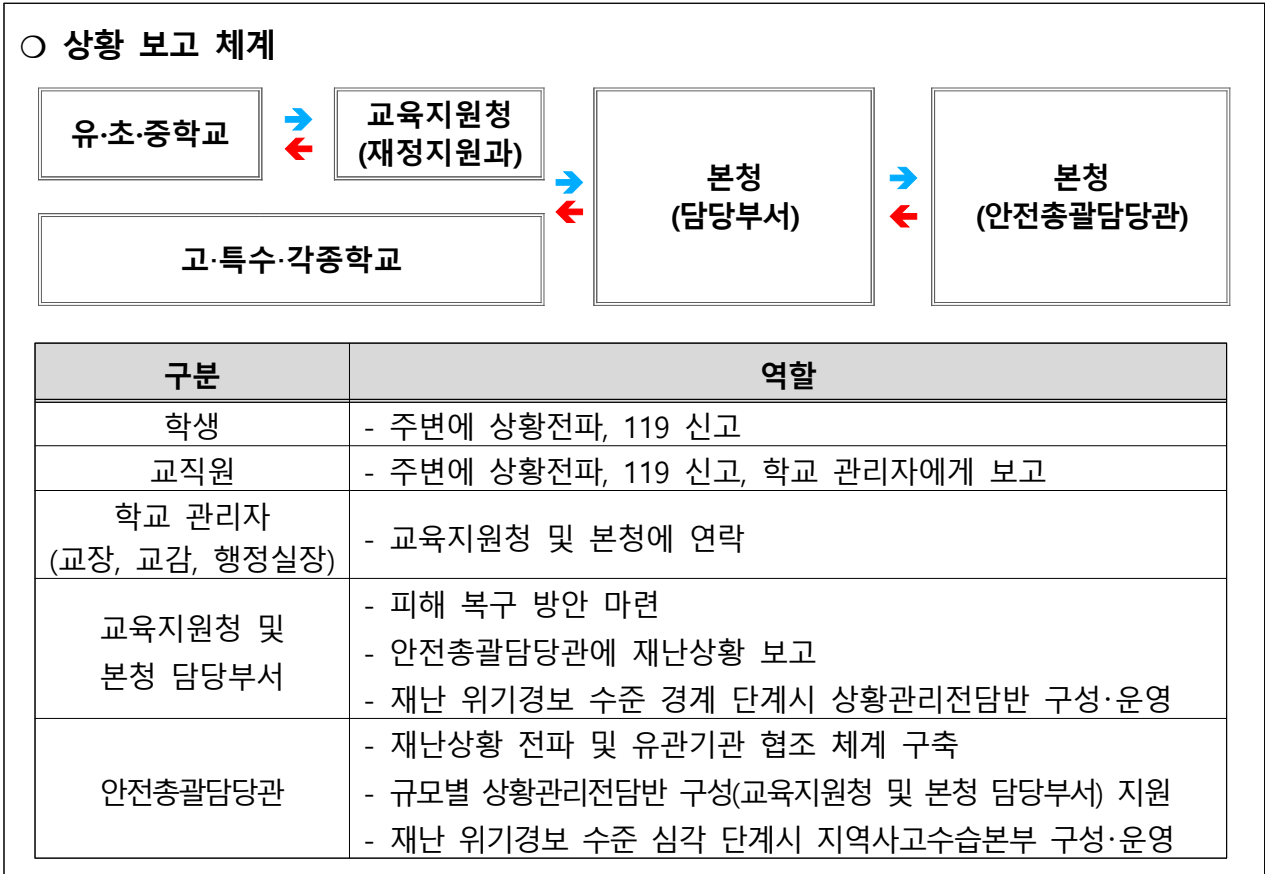 ❍ 상황 보고 체계
유·초·중학교
교육지원청
(재정지원과)
고·특수·각종학교
본청
(담당부서)
본청
(안전총괄담당관)
구분 역할
학생 - 주변에 상황전파, 119 신고
교직원 - 주변에 상황전파, 119 신고, 학교 관리자에게 보고
학교 관리자
(교장, 교감, 행정실장)
- 교육지원청 및 본청에 연락
교육지원청 및
본청 담당부서
- 피해 복구 방안 마련
- 안전총괄담당관에 재난상황 보고
- 재난 위기경보 수준 경계 단계시 상황관리전담반 구성·운영
안전총괄담당관
- 재난상황 전파 및 유관기관 협조 체계 구축
- 규모별 상황관리전담반 구성(교육지원청 및 본청 담당부서) 지원
- 재난 위기경보 수준 심각 단계시 지역사고수습본부 구성·운영